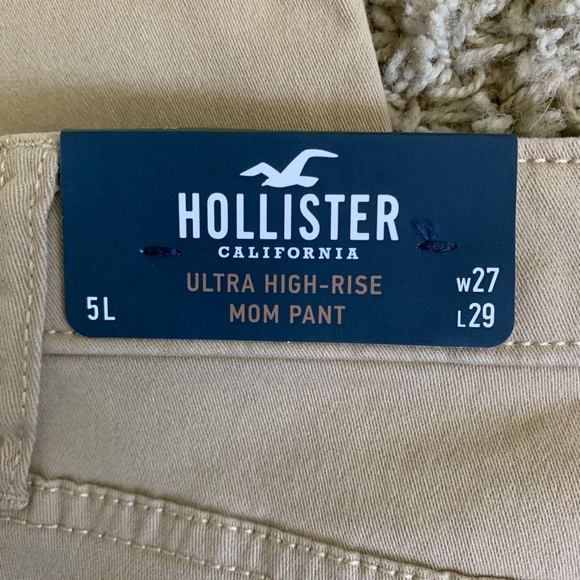 HOLLISTER
CALIFORNIA
ULTRA HIGH-RISE
MOM PANT
5L
W27
L29